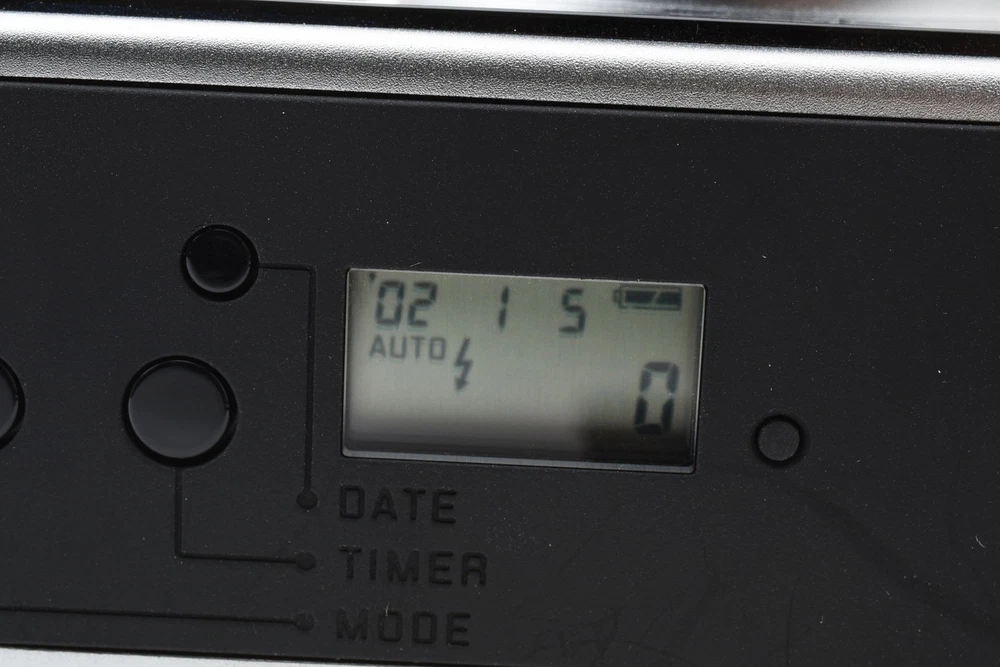 '02 1 5
AUTO
0
DATE
TIMER
MODE